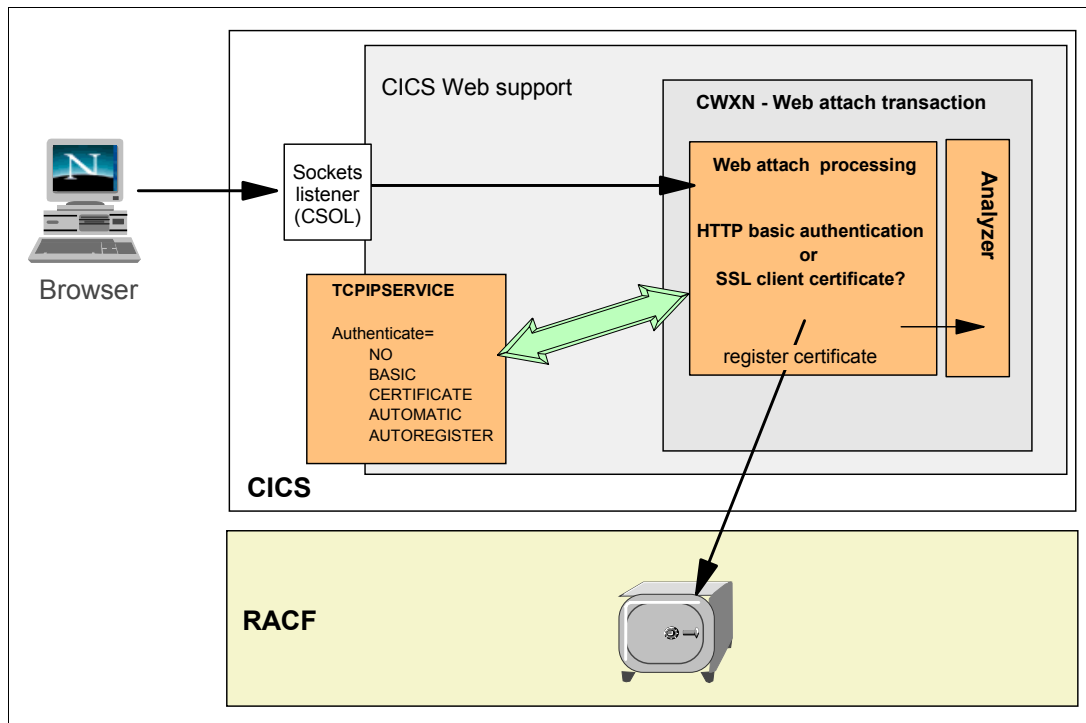 CICS Web support
CWXN - Web attach transaction
N
Browser
Sockets
listener
(CSOL)
Web attach processing
HTTP basic authentication
or
SSL client certificate?
register certificate
Analyzer
TCPIPSERVICE
Authenticate=
NO
BASIC
CERTIFICATE
AUTOMATIC
AUTOREGISTER
CICS
RACF